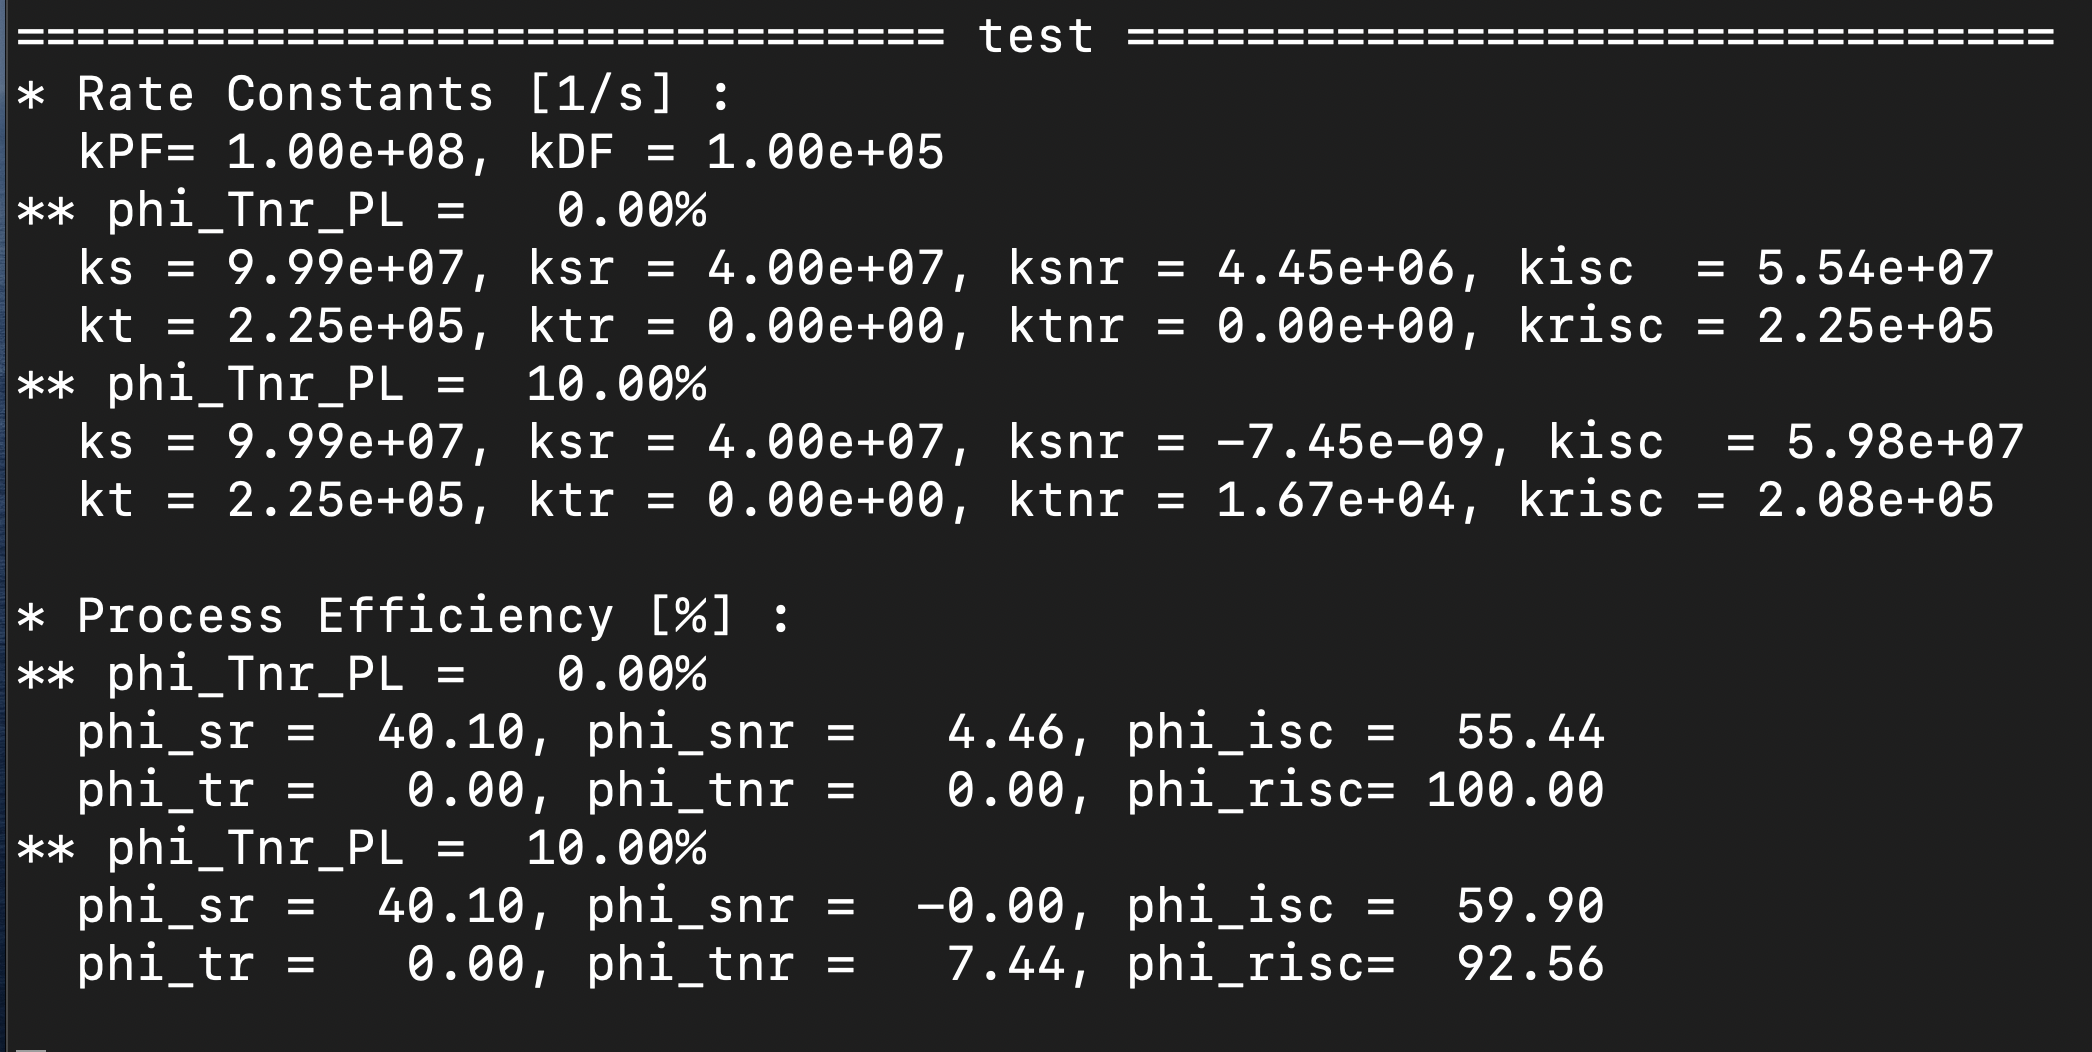 =============================== test ===============================
* Rate Constants [1/s] :
  kPF= 1.00e+08, kDF = 1.00e+05
** phi_Tnr_PL =   0.00%
  ks = 9.99e+07, ksr = 4.00e+07, ksnr = 4.45e+06, kisc  = 5.54e+07
  kt = 2.25e+05, ktr = 0.00e+00, ktnr = 0.00e+00, krisc = 2.25e+05
** phi_Tnr_PL =  10.00%
  ks = 9.99e+07, ksr = 4.00e+07, ksnr = -7.45e-09, kisc  = 5.98e+07
  kt = 2.25e+05, ktr = 0.00e+00, ktnr = 1.67e+04, krisc = 2.08e+05

* Process Efficiency [%] :
** phi_Tnr_PL =   0.00%
  phi_sr =  40.10, phi_snr =   4.46, phi_isc =  55.44
  phi_tr =   0.00, phi_tnr =   0.00, phi_risc= 100.00
** phi_Tnr_PL =  10.00%
  phi_sr =  40.10, phi_snr =  -0.00, phi_isc =  59.90
  phi_tr =   0.00, phi_tnr =   7.44, phi_risc=  92.56